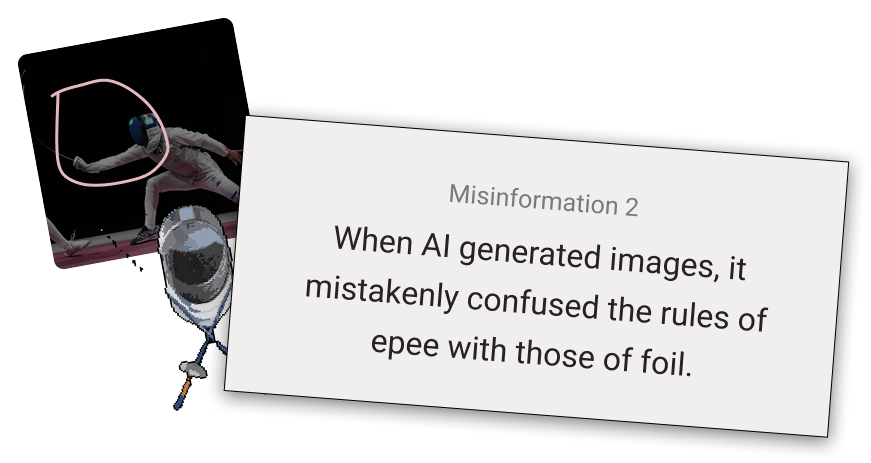 Misinformation 2
When AI generated images, it
mistakenly confused the rules of
epee with those of foil.